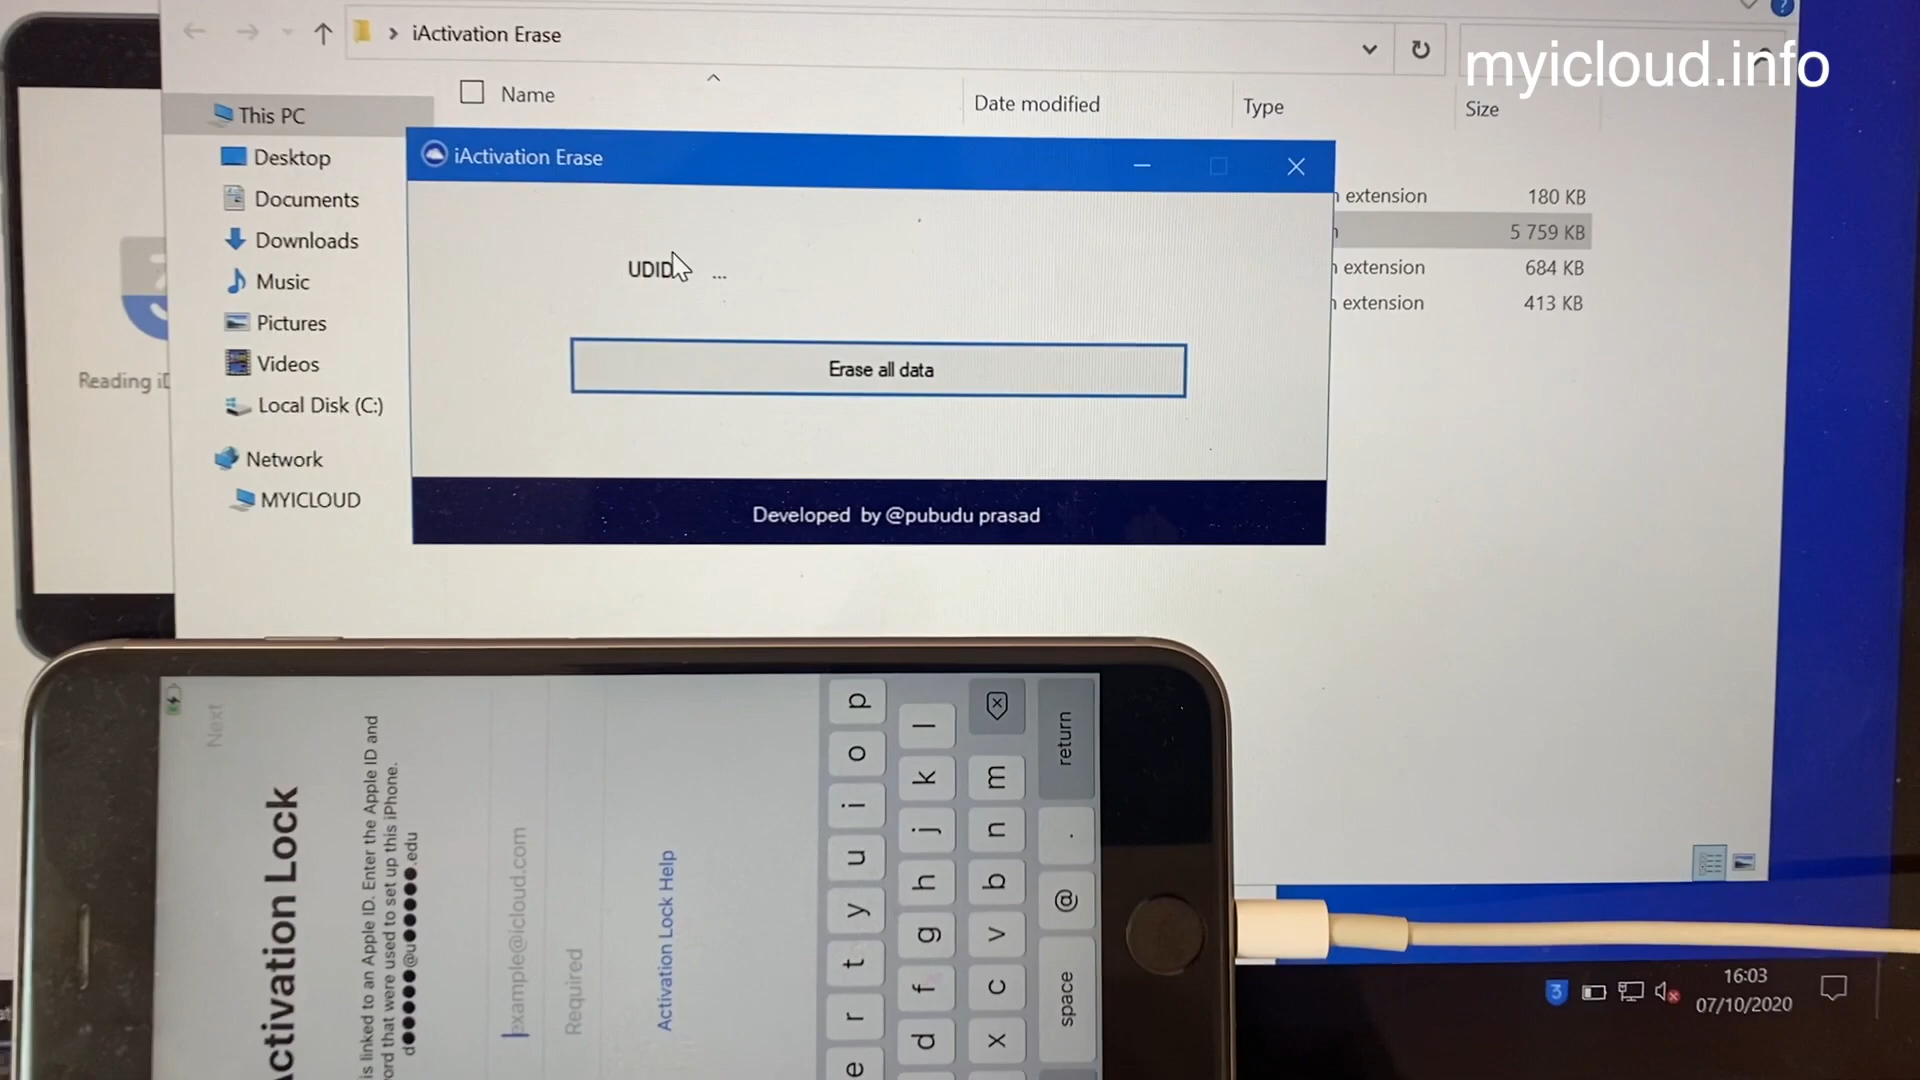 iActivation Erase
myicloud.info
Name
Date modified
Type
Size
This PC
Desktop
Documents
Downloads
Music
Pictures
Videos
Local Disk (C:)
Network
MYICLOUD
iActivation Erase
UDID ...
Erase all data
Developed by @pubudu prasad
extension 180 KB
5 759 KB
extension 684 KB
extension 413 KB
Reading
Next
Activation Lock
is linked to an Apple ID. Enter the Apple ID and
that were used to set up this iPhone.
d●●●●●@u●●●●●●.edu
example@icloud.com
Required
Activation Lock Help
e r t y u i o p
d f g h j k l
x c v b n m
space @ . return
3
16:03
07/10/2020